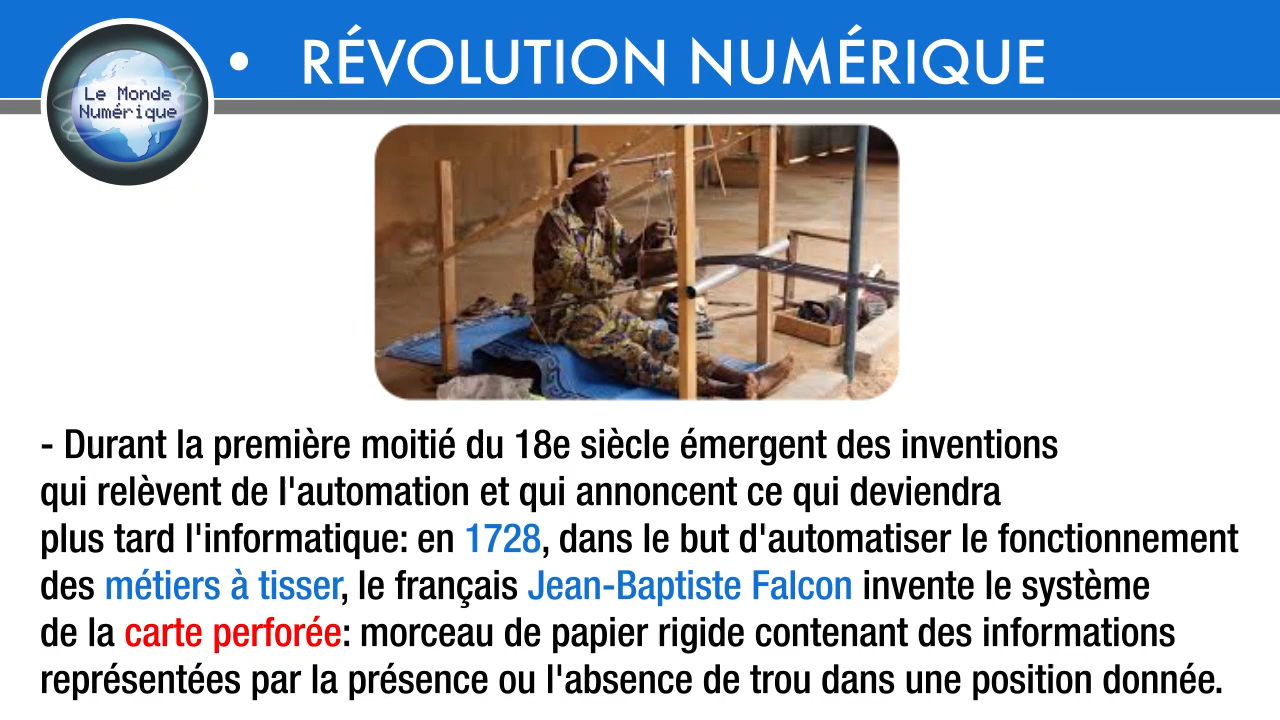 • RÉVOLUTION NUMÉRIQUE
Le Monde
Numérique
- Durant la première moitié du 18e siècle émergent des inventions
qui relèvent de l'automation et qui annoncent ce qui deviendra
plus tard l'informatique: en 1728, dans le but d'automatiser le fonctionnement
des métiers à tisser, le français Jean-Baptiste Falcon invente le système
de la carte perforée: morceau de papier rigide contenant des informations
représentées par la présence ou l'absence de trou dans une position donnée.